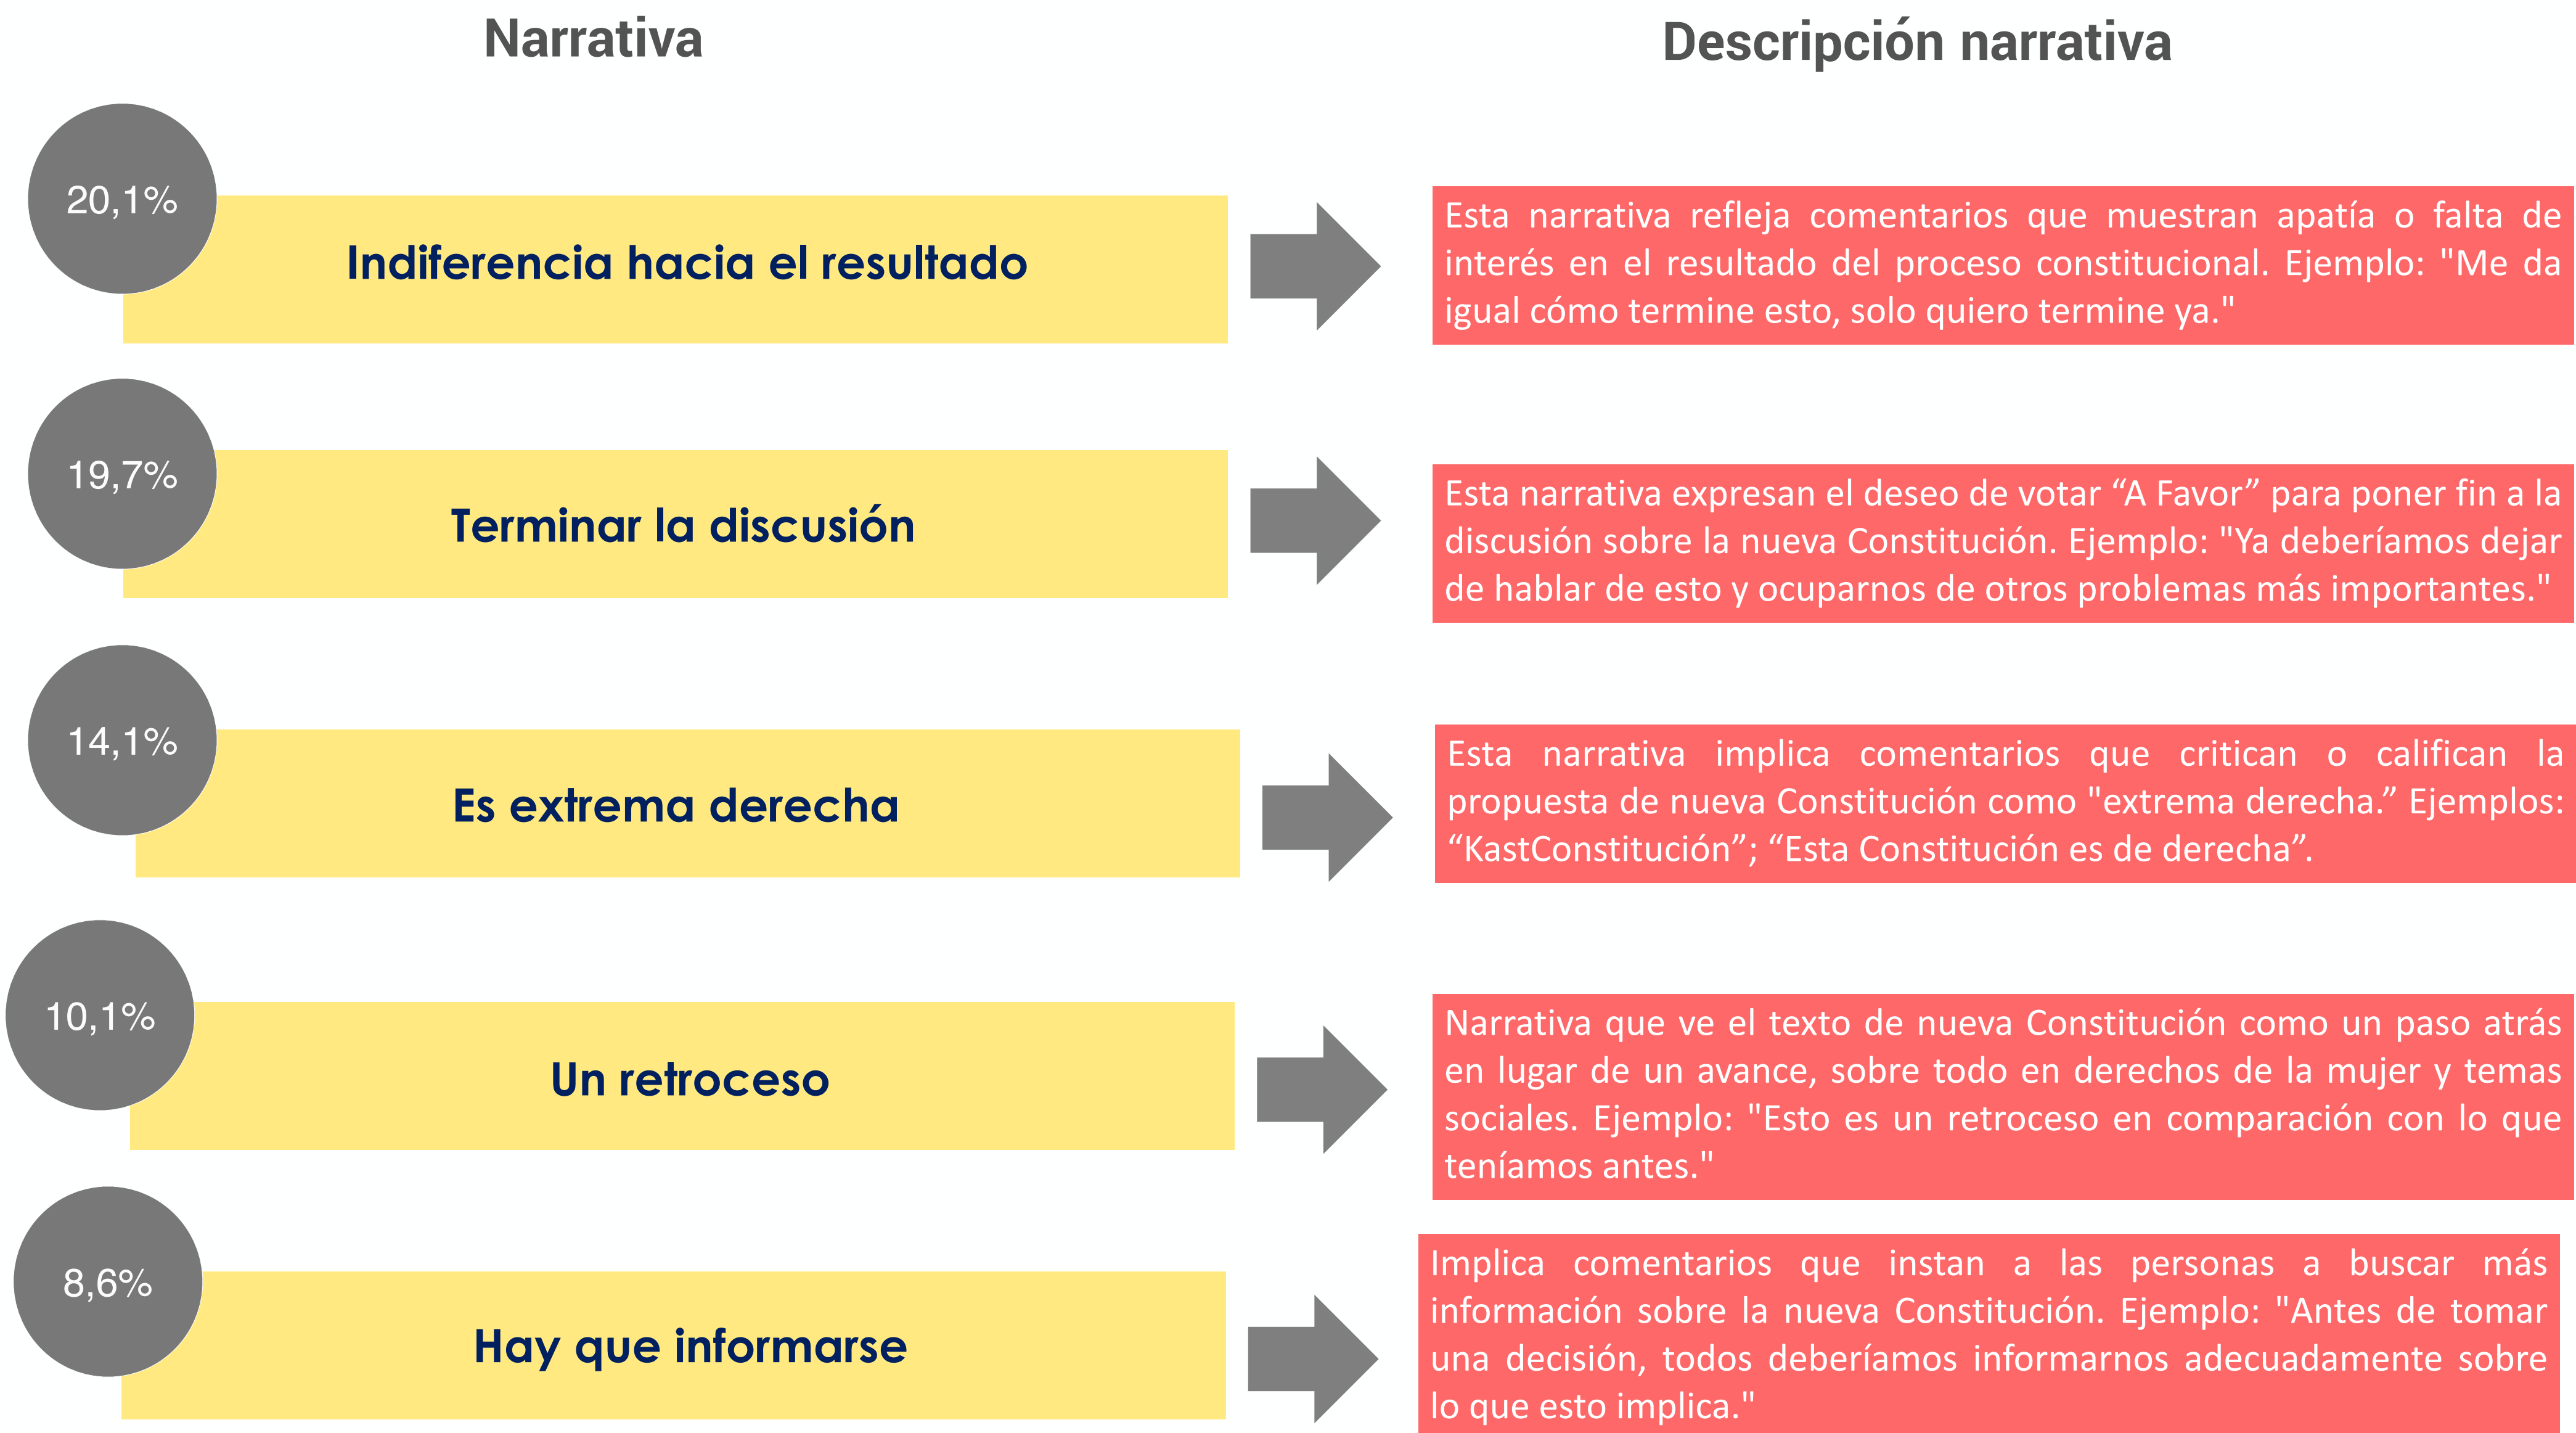 Narrativa
Descripción narrativa
20,1%
Indiferencia hacia el resultado
Esta narrativa refleja comentarios que muestran apatía o falta de
interés en el resultado del proceso constitucional. Ejemplo: "Me da
igual cómo termine esto, solo quiero termine ya."
19,7%
Terminar la discusión
Esta narrativa expresan el deseo de votar “A Favor” para poner fin a la
discusión sobre la nueva Constitución. Ejemplo: "Ya deberíamos dejar
de hablar de esto y ocuparnos de otros problemas más importantes."
14,1%
Es extrema derecha
Esta narrativa implica comentarios que critican o califican la
propuesta de nueva Constitución como "extrema derecha.” Ejemplos:
“KastConstitución”; “Esta Constitución es de derecha”.
10,1%
Un retroceso
Narrativa que ve el texto de nueva Constitución como un paso atrás
en lugar de un avance, sobre todo en derechos de la mujer y temas
sociales. Ejemplo: "Esto es un retroceso en comparación con lo que
teníamos antes."
8,6%
Hay que informarse
Implica comentarios que instan a las personas a buscar más
información sobre la nueva Constitución. Ejemplo: "Antes de tomar
una decisión, todos deberíamos informarnos adecuadamente sobre
lo que esto implica."